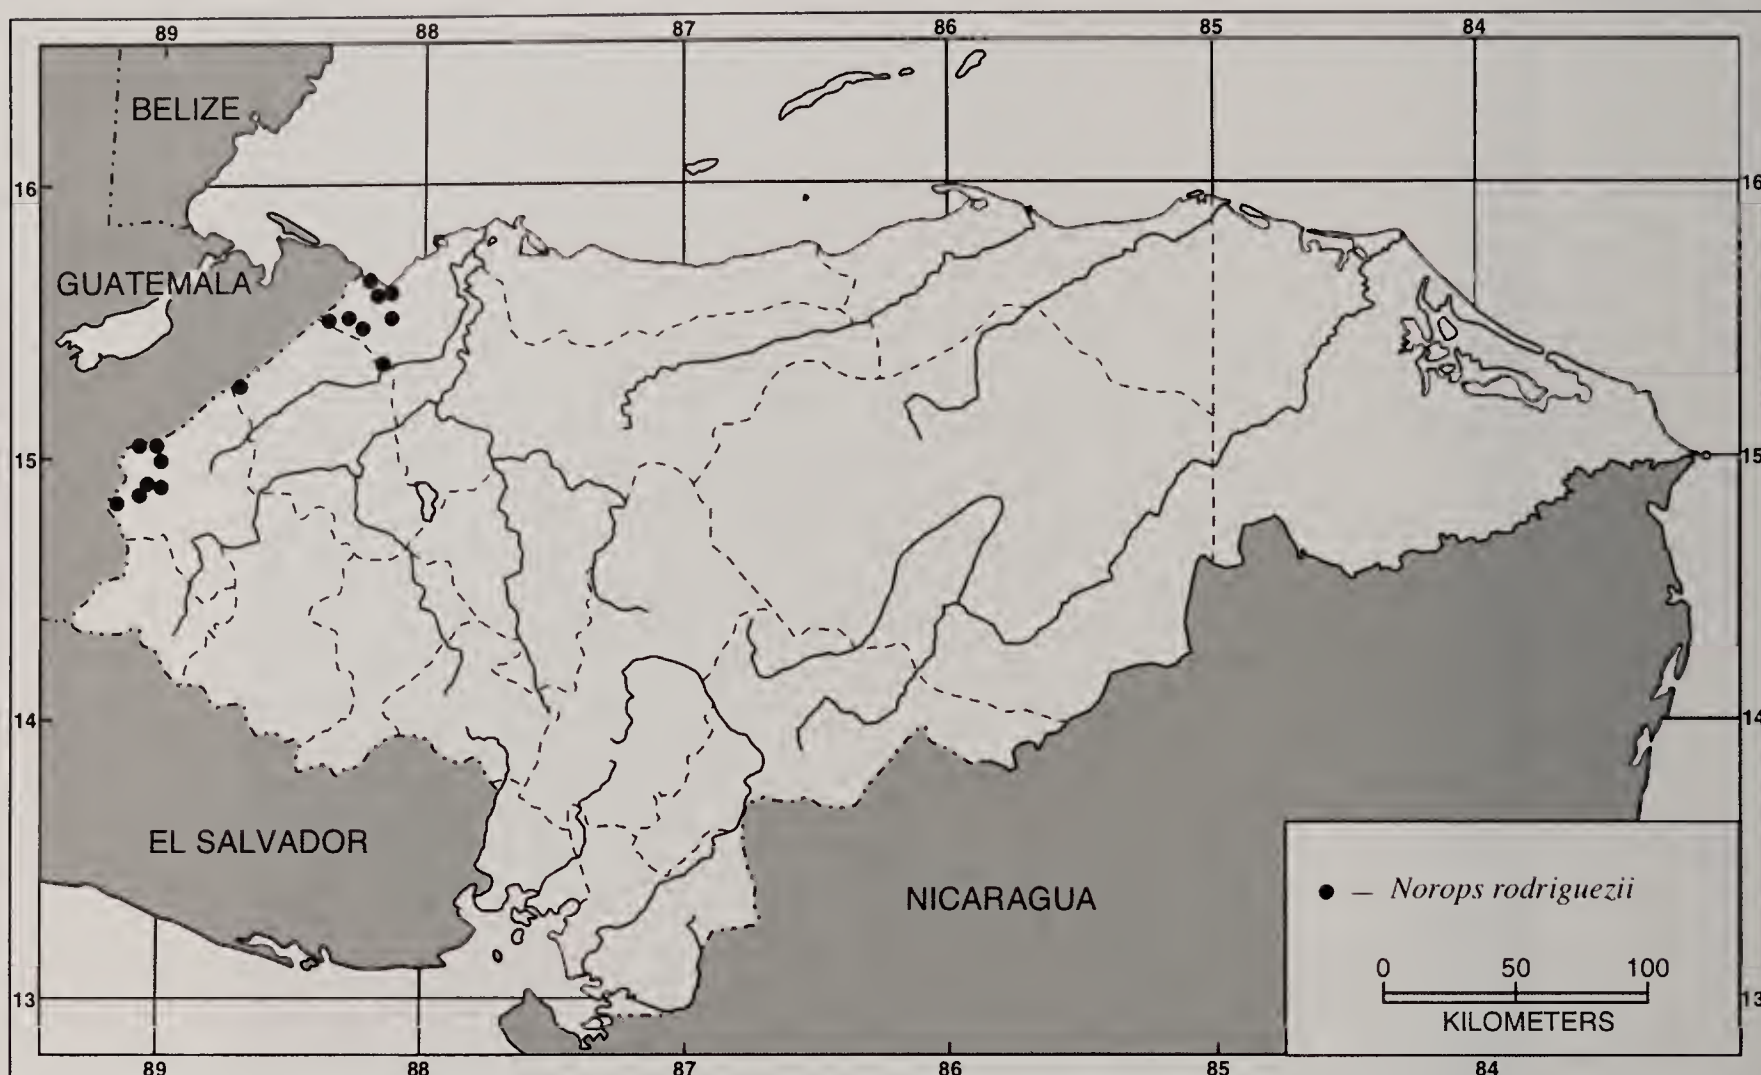 89 88 87 86 85 84
BELIZE
16 16
GUATEMALA
15 15
14 14
EL SALVADOR
NICARAGUA
— Norops rodriguezii
0 50 100
KILOMETERS
13 13
89 88 87 86 85 84